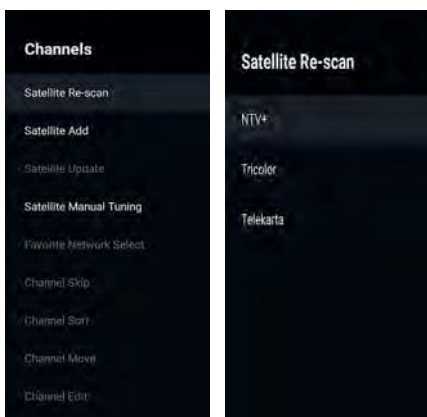 Channels
Satellite Re-scan
Satellite Add
Satellite Update
Satellite Manual Tuning
Favorite Network Select
Channel Skip
Channel Sort
Channel Move
Channel Edit
Satellite Re-scan
NTV+
Tricolor
Telekarta